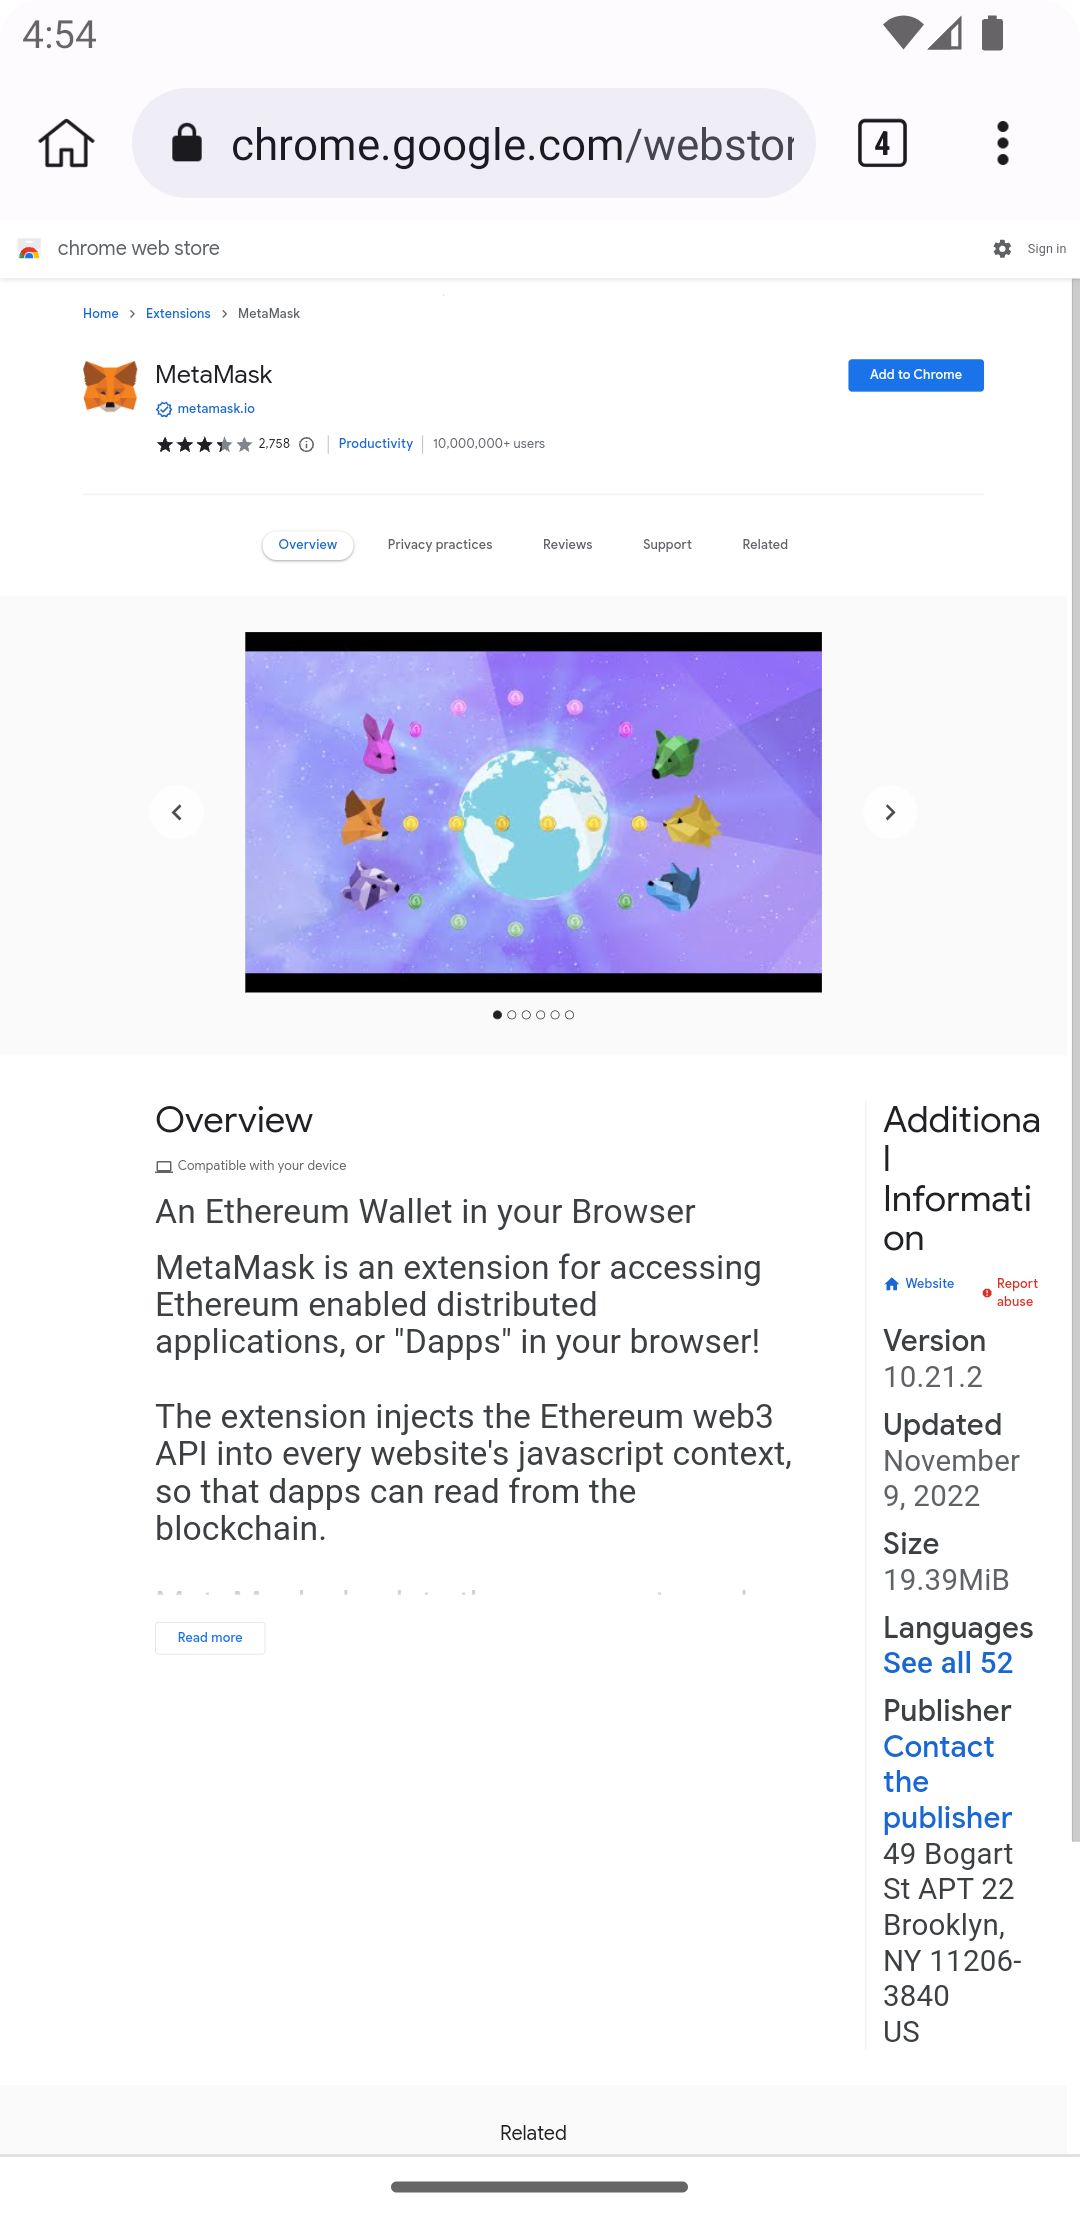 4:54
chrome.google.com/webstor
4
chrome web store
Sign in
Home > Extensions > MetaMask
MetaMask
Add to Chrome
metamask.io
2,758
Productivity
10,000,000+ users
Overview
Privacy practices
Reviews
Support
Related
Overview
Compatible with your device
An Ethereum Wallet in your Browser
MetaMask is an extension for accessing
Ethereum enabled distributed
applications, or "Dapps" in your browser!
The extension injects the Ethereum web3
API into every website's javascript context,
so that dapps can read from the
blockchain.
Read more
Additiona
l
Informati
on
Website
Report
abuse
Version
10.21.2
Updated
November
9, 2022
Size
19.39MiB
Languages
See all 52
Publisher
Contact
the
publisher
49 Bogart
St APT 22
Brooklyn,
NY 11206-
3840
US
Related